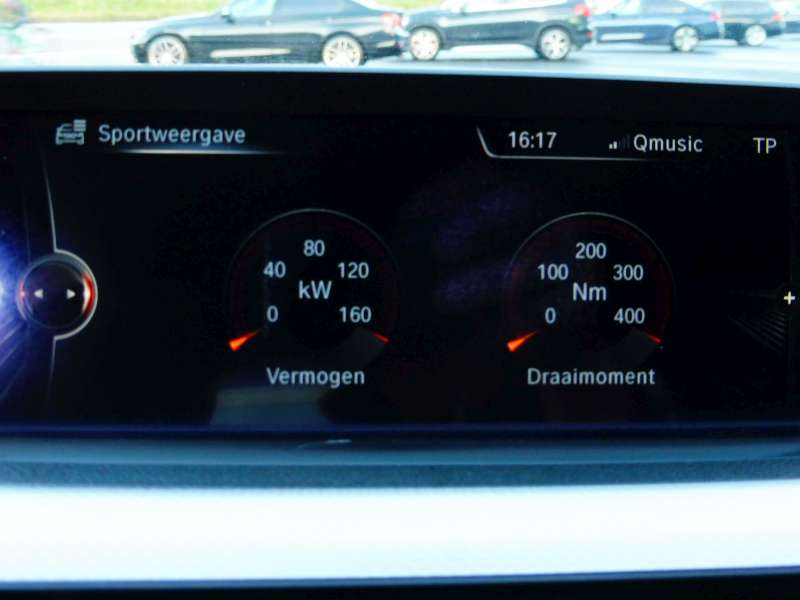 Sportweergave
16:17
Qmusic
TP
80
40
120
kW
0
160
Vermogen
200
100
300
Nm
0
400
Draaimoment
+